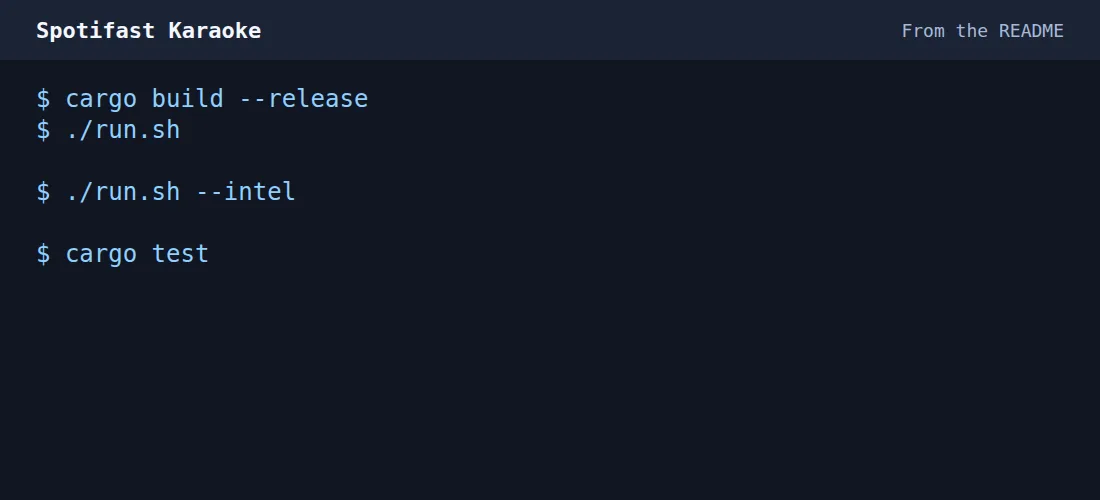 Spotifast Karaoke
From the README
$ cargo build --release
$ ./run.sh
$ ./run.sh --intel
$ cargo test